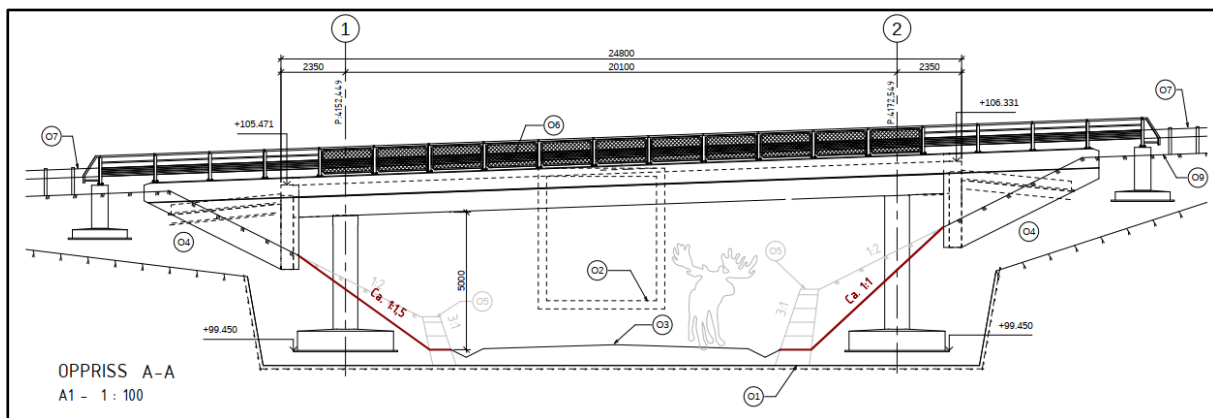 1
2
24800
2350
20100
2350
P.4152.449
P.4172.549
+105.471
+106.331
O7
O6
O7
O9
O4
O4
O5
O5
1:2
1:2
Ca. 1:1,5
Ca. 1:1
3:1
3:1
5000
O2
O3
+99.450
+99.450
O1
OPPRISS A-A
A1 - 1 : 100